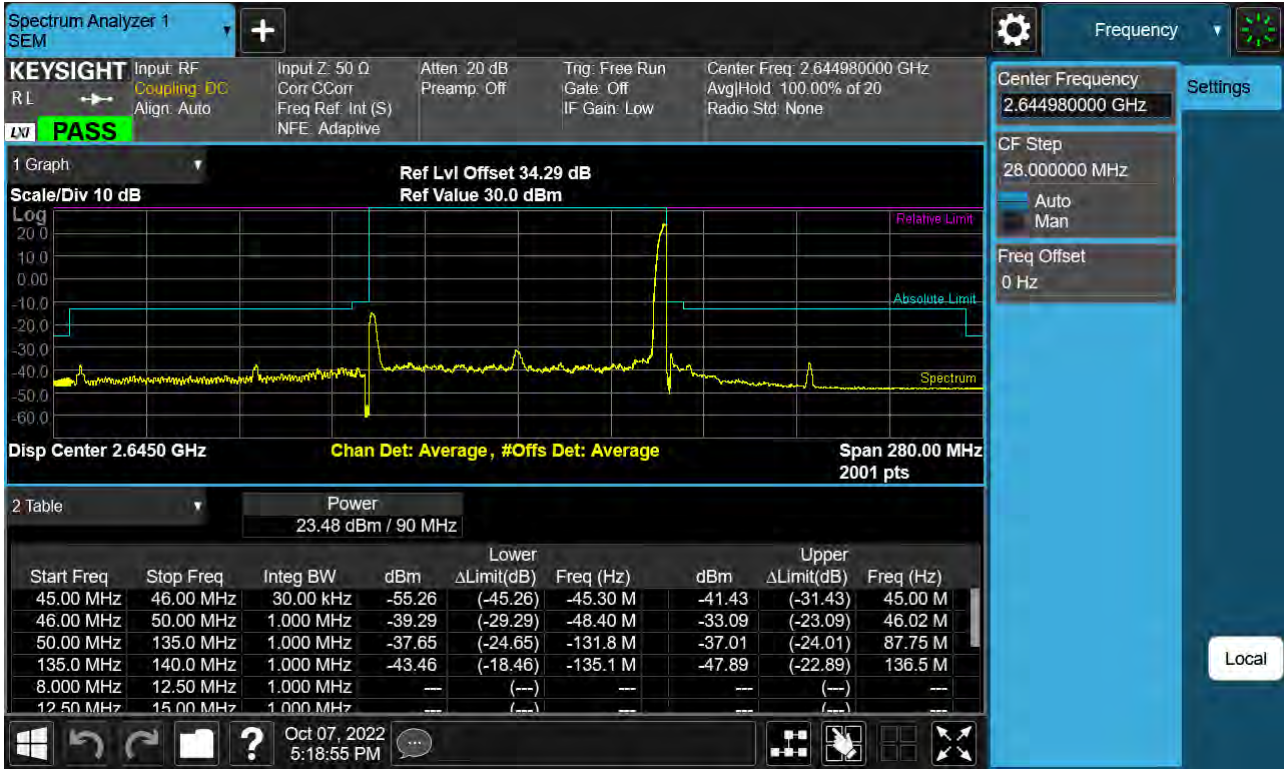 Spectrum Analyzer 1
SEM
+
Frequency
KEYSIGHT
Input: RF
Coupling: DC
Align: Auto
Input Z: 50 Ω
Corr CCorr
Freq Ref: Int (S)
NFE: Adaptive
Atten: 20 dB
Preamp: Off
Trig: Free Run
Gate: Off
IF Gain: Low
Center Freq: 2.644980000 GHz
Avg|Hold: 100.00% of 20
Radio Std: None
R L
LXI PASS
Center Frequency
2.644980000 GHz
Settings
CF Step
28.000000 MHz
Auto
Man
Freq Offset
0 Hz
Local
1 Graph
Scale/Div 10 dB
Ref Lvl Offset 34.29 dB
Ref Value 30.0 dBm
Log
20.0
10.0
0.00
-10.0
-20.0
-30.0
-40.0
-50.0
-60.0
Relative Limit
Absolute Limit
Spectrum
Disp Center 2.6450 GHz
Chan Det: Average , #Offs Det: Average
Span 280.00 MHz
2001 pts
2 Table
Power
23.48 dBm / 90 MHz
Lower Upper
Start Freq Stop Freq Integ BW dBm ΔLimit(dB) Freq (Hz) dBm ΔLimit(dB) Freq (Hz)
45.00 MHz 46.00 MHz 30.00 kHz -55.26 (-45.26) -45.30 M -41.43 (-31.43) 45.00 M
46.00 MHz 50.00 MHz 1.000 MHz -39.29 (-29.29) -48.40 M -33.09 (-23.09) 46.02 M
50.00 MHz 135.0 MHz 1.000 MHz -37.65 (-24.65) -131.8 M -37.01 (-24.01) 87.75 M
135.0 MHz 140.0 MHz 1.000 MHz -43.46 (-18.46) -135.1 M -47.89 (-22.89) 136.5 M
8.000 MHz 12.50 MHz 1.000 MHz --- (---) --- --- (---) ---
12.50 MHz 15.00 MHz 1.000 MHz --- (---) --- --- (---) ---
?
Oct 07, 2022
5:18:55 PM